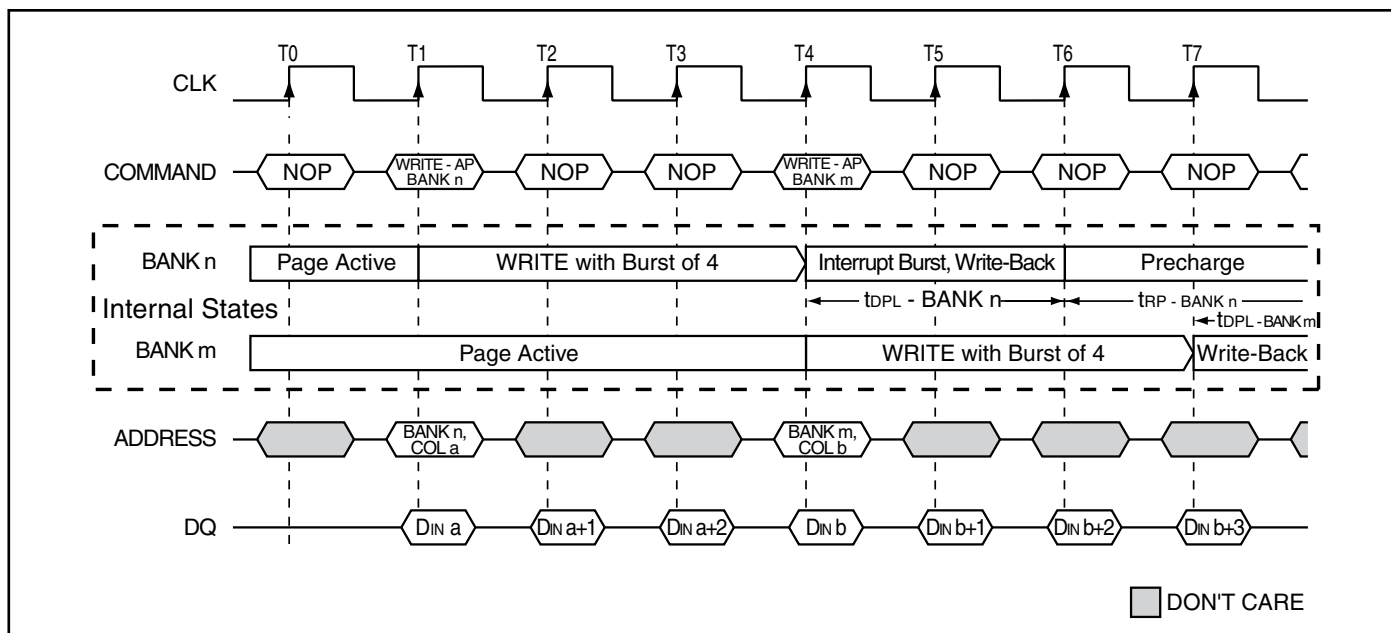 T0 T1 T2 T3 T4 T5 T6 T7
CLK
COMMAND NOP WRITE - AP BANK n NOP NOP WRITE - AP BANK m NOP NOP NOP
BANK n Page Active WRITE with Burst of 4 Interrupt Burst, Write-Back Precharge
Internal States tDPL - BANK n tRP - BANK n
tDPL - BANK m
BANK m Page Active WRITE with Burst of 4 Write-Back
ADDRESS BANK n, COL a BANK m, COL b
DQ DIN a DIN a+1 DIN a+2 DIN b DIN b+1 DIN b+2 DIN b+3
DON'T CARE